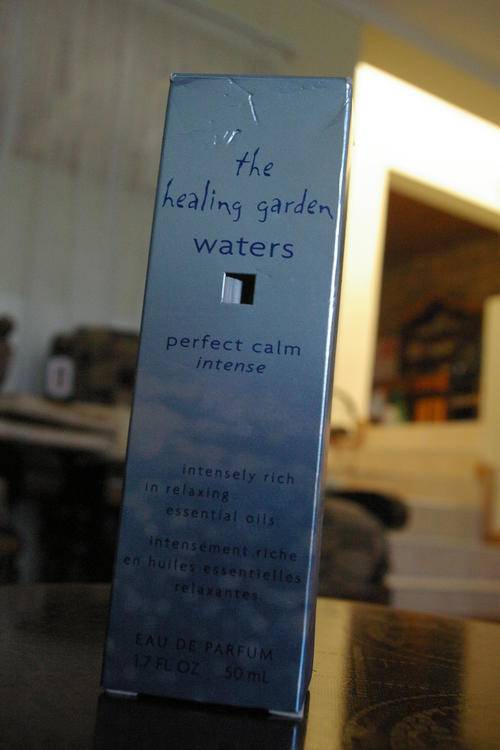 the
healing garden
waters
perfect calm
intense
intensely rich
in relaxing
essential oils
intensément riche
en huiles essentielles
relaxantes
EAU DE PARFUM
1.7 FL OZ 50 mL